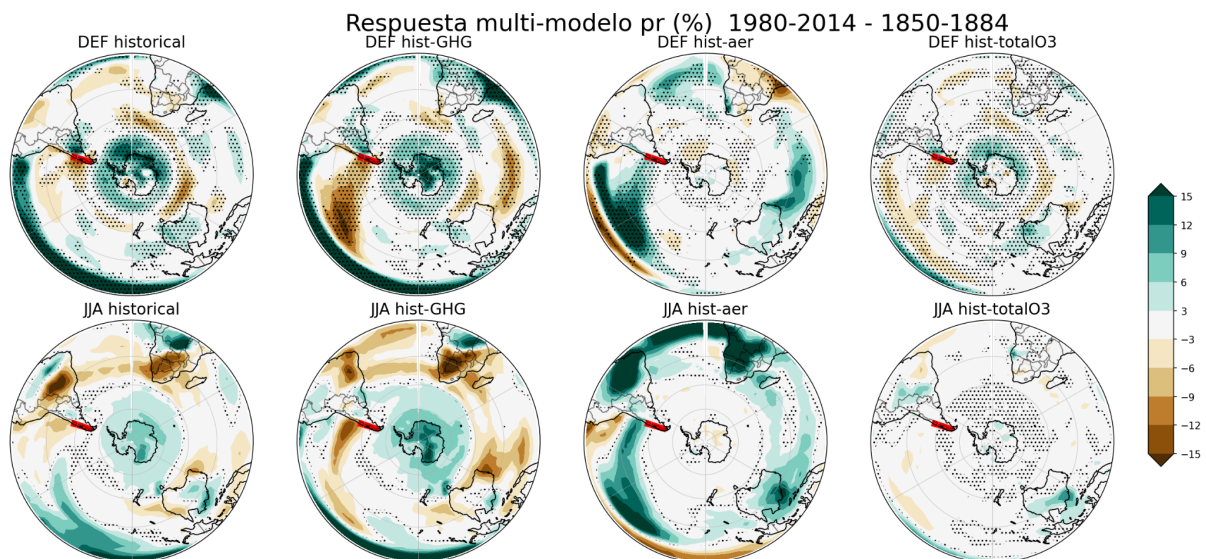 Respuesta multi-modelo pr (%)  1980-2014 - 1850-1884
DEF historical
DEF hist-GHG
DEF hist-aer
DEF hist-totalO3
JJA historical
JJA hist-GHG
JJA hist-aer
JJA hist-totalO3
15
12
9
6
3
−3
−6
−9
−12
−15